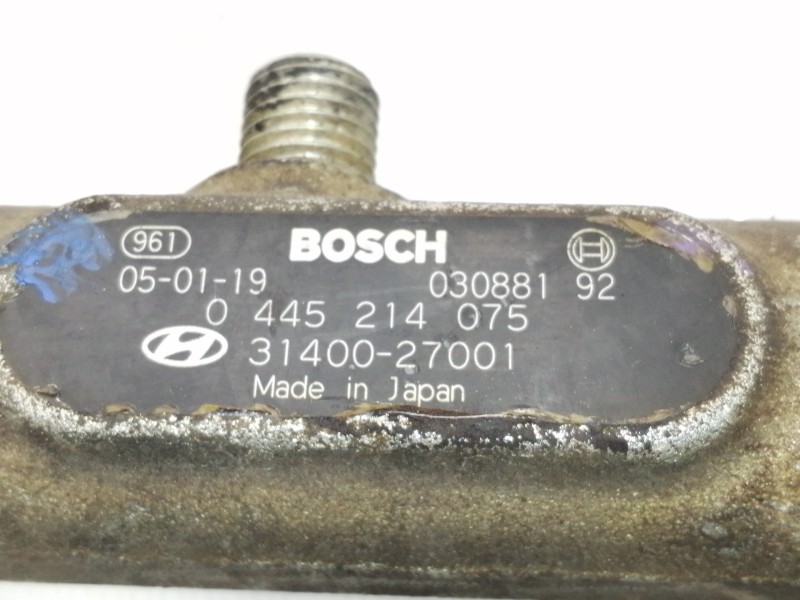 961 BOSCH
05-01-19 030881 92
0 445 214 075
31400-27001
Made in Japan